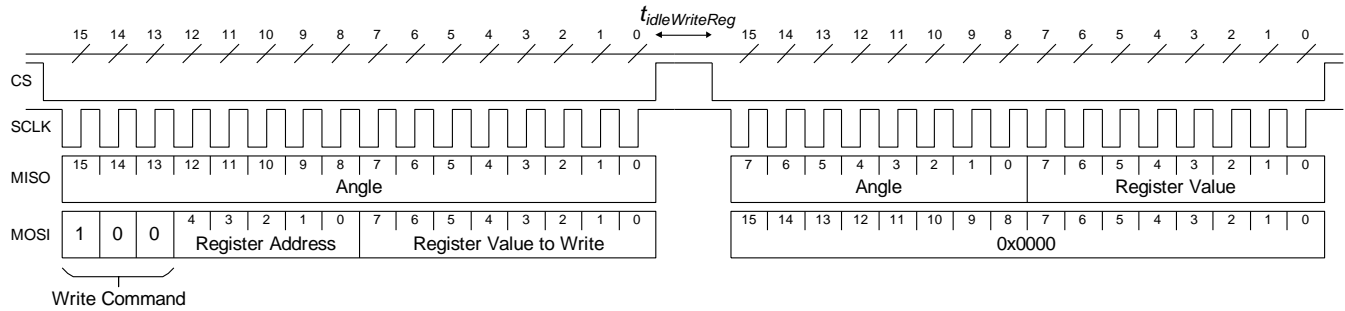 t_idleWriteReg
15 14 13 12 11 10 9 8 7 6 5 4 3 2 1 0 15 14 13 12 11 10 9 8 7 6 5 4 3 2 1 0
CS
SCLK
MISO 15 14 13 12 11 10 9 8 7 6 5 4 3 2 1 0 7 6 5 4 3 2 1 0 7 6 5 4 3 2 1 0
Angle Angle Register Value
MOSI 1 0 0 4 3 2 1 0 7 6 5 4 3 2 1 0 15 14 13 12 11 10 9 8 7 6 5 4 3 2 1 0
Register Address Register Value to Write 0x0000
Write Command